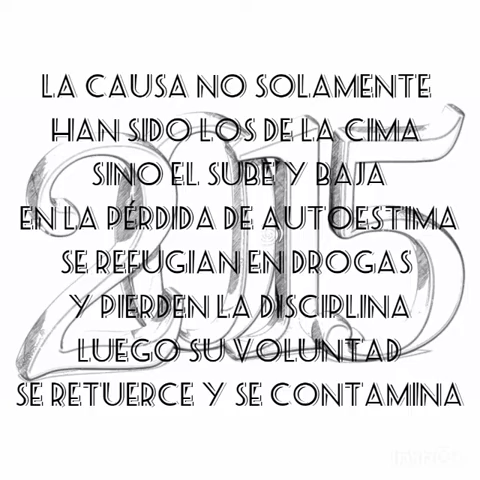 LA CAUSA NO SOLAMENTE
HAN SIDO LOS DE LA CIMA
SINO EL SUBE Y BAJA
EN LA PÉRDIDA DE AUTOESTIMA
SE REFUGIAN EN DROGAS
Y PIERDEN LA DISCIPLINA
LUEGO SU VOLUNTAD
SE RETUERCE Y SE CONTAMINA
2015